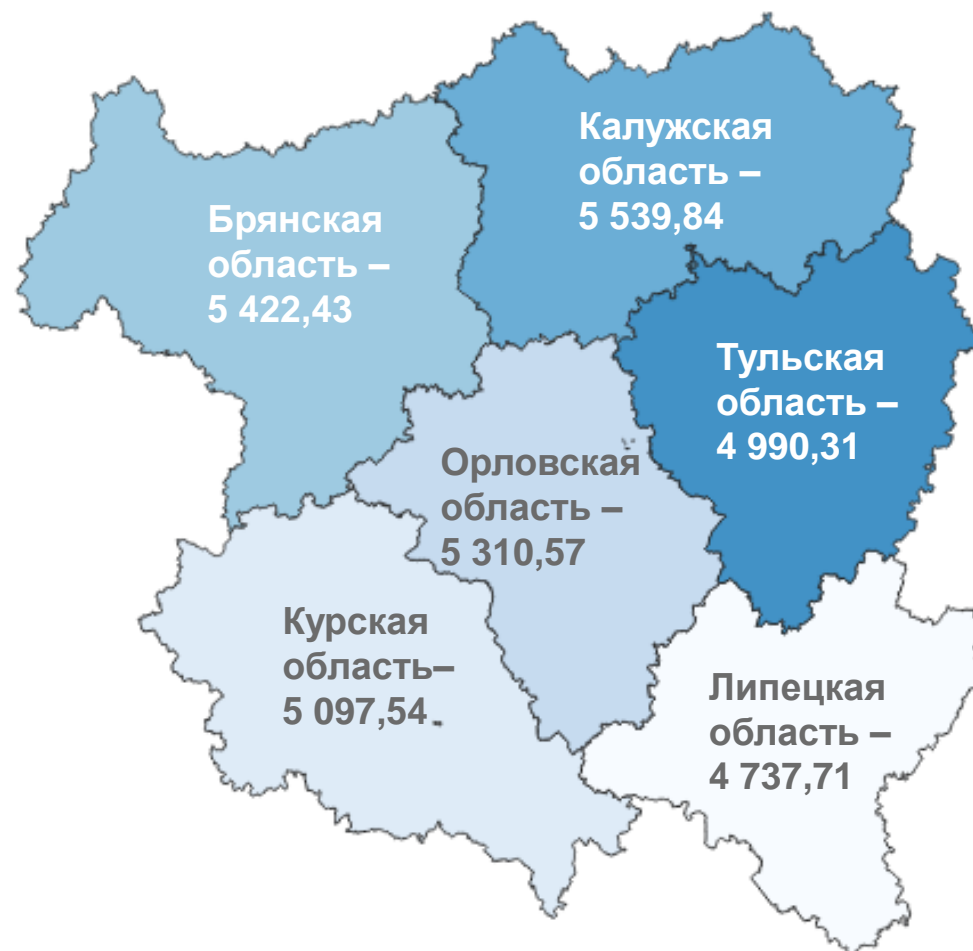 Калужская
область –
5 539,84
Брянская
область –
5 422,43
Тульская
область –
4 990,31
Орловская
область –
5 310,57
Курская
область–
5 097,54
Липецкая
область –
4 737,71